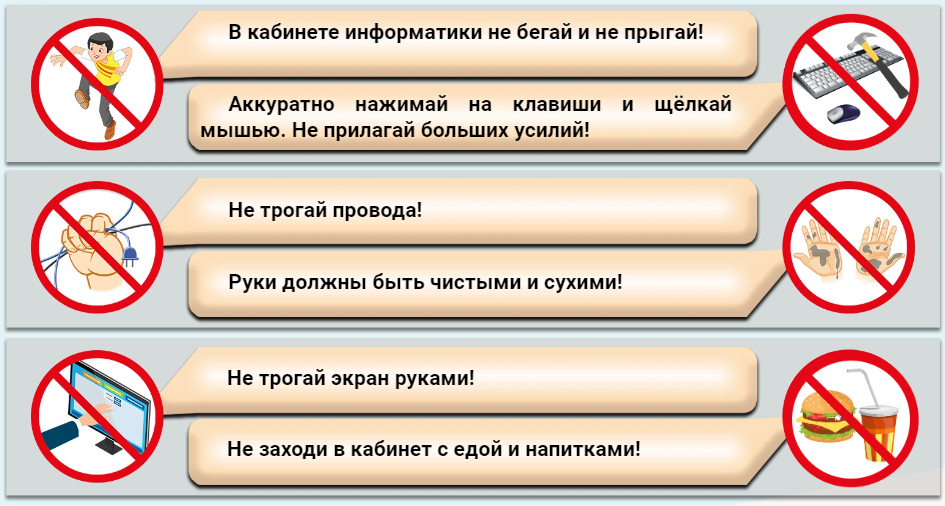 В кабинете информатики не бегай и не прыгай!
Аккуратно нажимай на клавиши и щёлкай
мышью. Не прилагай больших усилий!
Не трогай провода!
Руки должны быть чистыми и сухими!
Не трогай экран руками!
Не заходи в кабинет с едой и напитками!